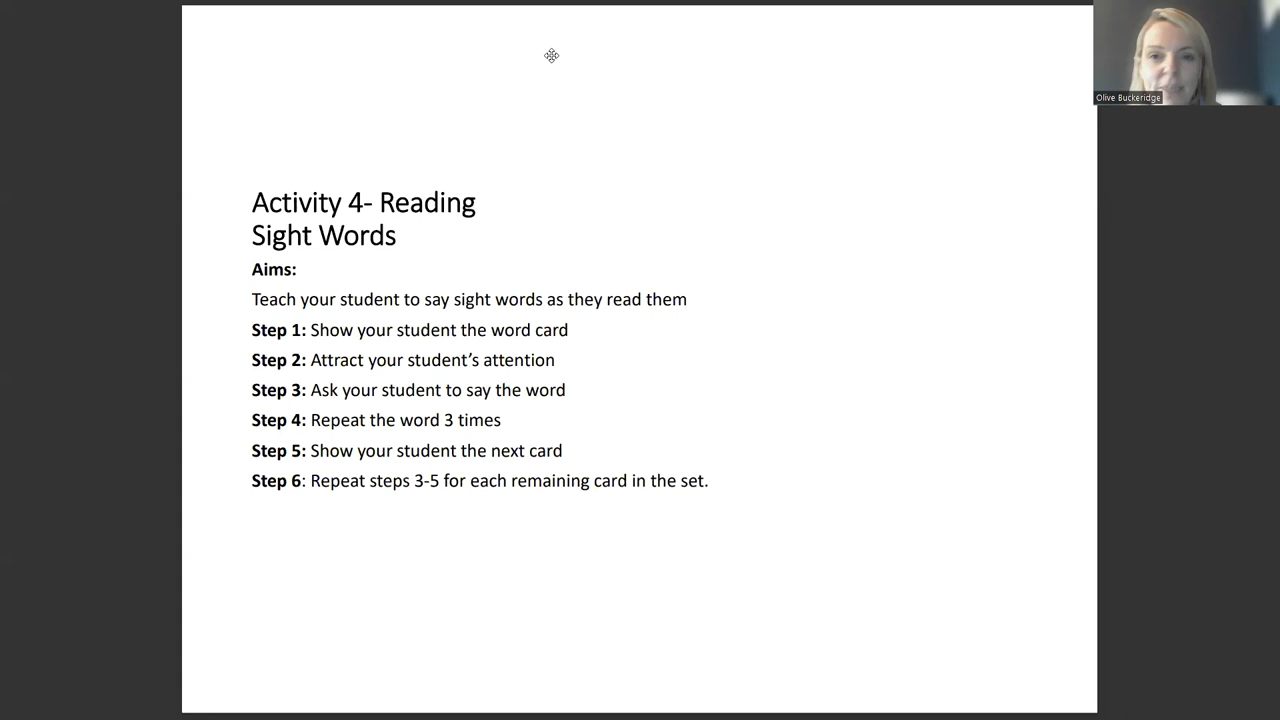 Olive Buckeridge
Activity 4- Reading
Sight Words
Aims:
Teach your student to say sight words as they read them
Step 1: Show your student the word card
Step 2: Attract your student’s attention
Step 3: Ask your student to say the word
Step 4: Repeat the word 3 times
Step 5: Show your student the next card
Step 6: Repeat steps 3-5 for each remaining card in the set.